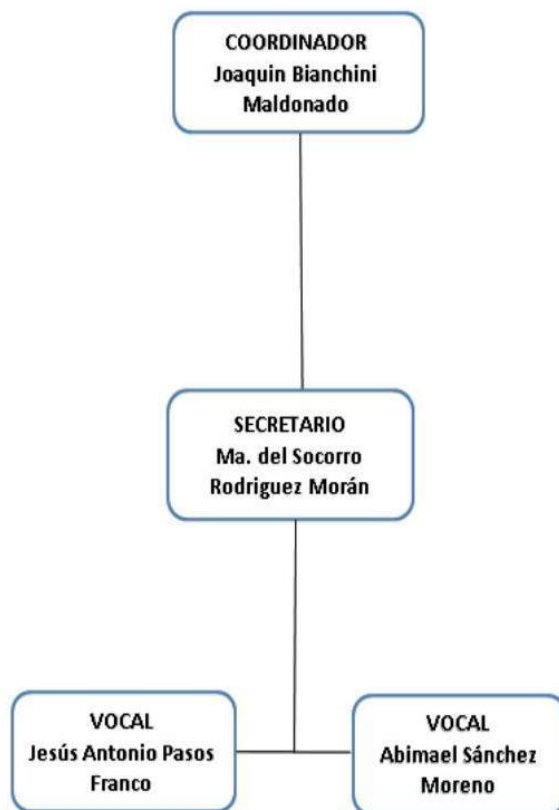 COORDINADOR
Joaquin Bianchini
Maldonado
SECRETARIO
Ma. del Socorro
Rodriguez Morán
VOCAL
Jesús Antonio Pasos
Franco
VOCAL
Abimael Sánchez
Moreno